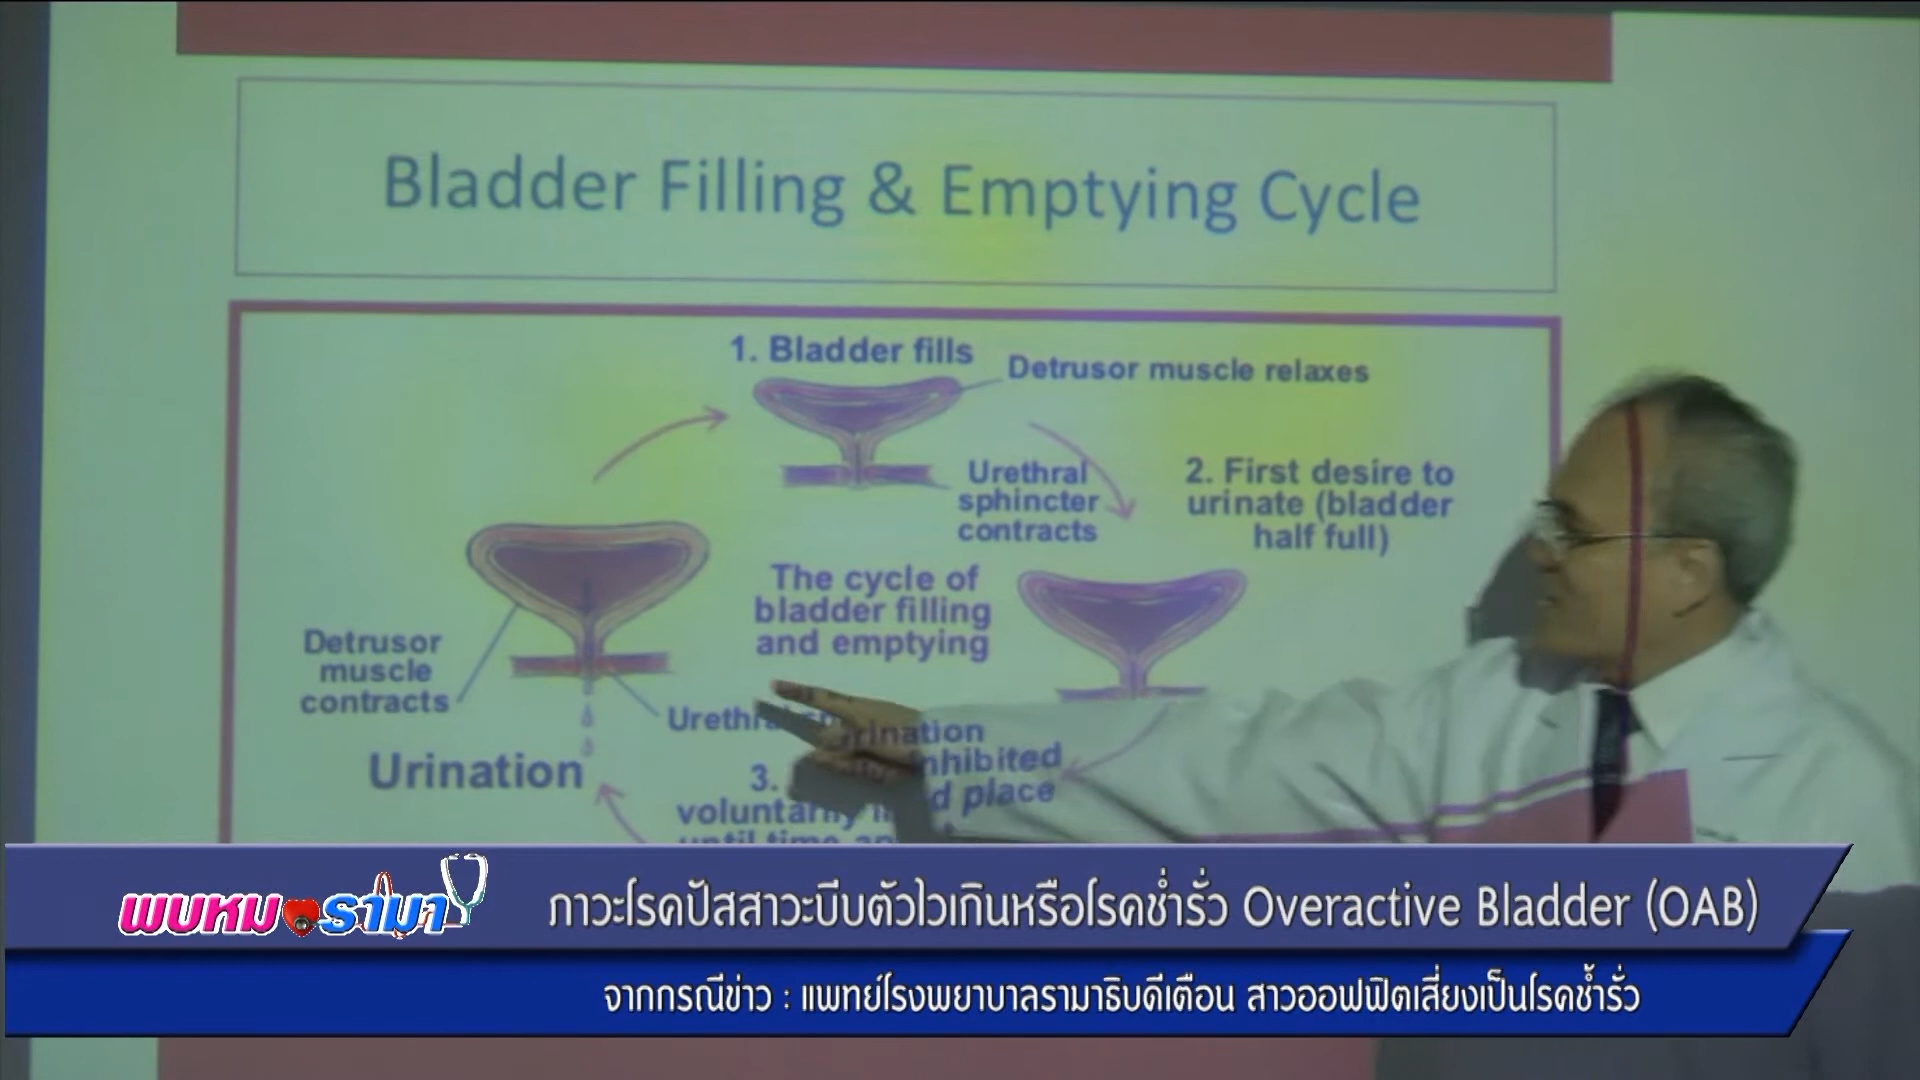 Bladder Filling & Emptying Cycle
1. Bladder fills
Detrusor muscle relaxes
Urethral
sphincter
contracts
2. First desire to
urinate (bladder
half full)
The cycle of
bladder filling
and emptying
Detrusor
muscle
contracts
Urination
3.
voluntarily
until time
place
พบหมอรามา
ภาวะโรคปัสสาวะบีบตัวไวเกินหรือโรคช้ำรั่ว Overactive Bladder (OAB)
จากกรณีข่าว : แพทย์โรงพยาบาลรามาธิบดีเตือน สาวออฟฟิตเสี่ยงเป็นโรคช้ำรั่ว